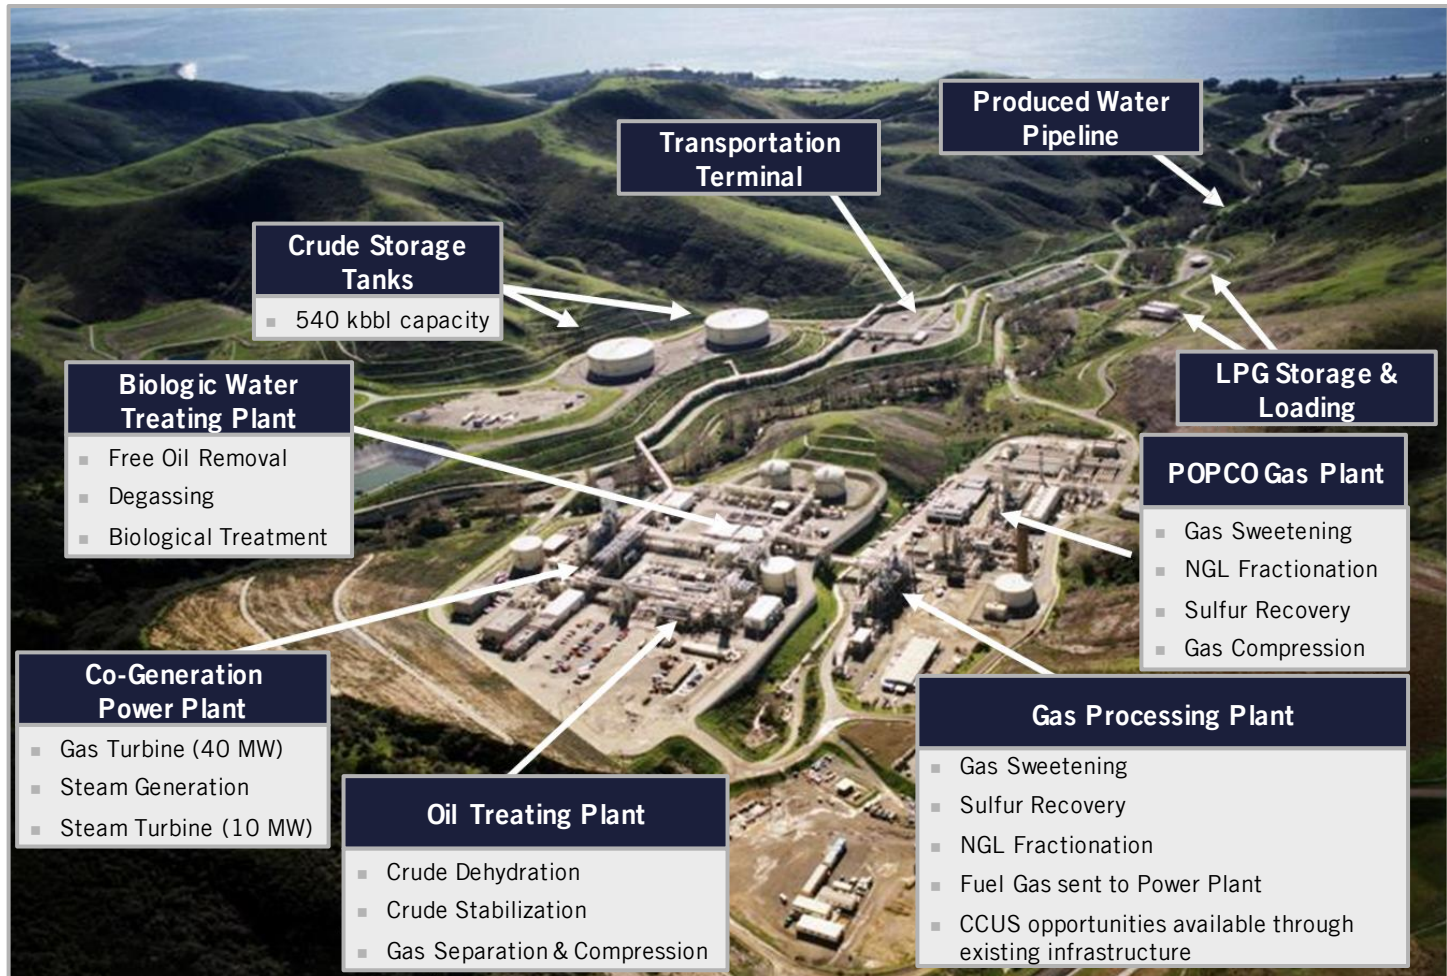 Produced Water
Pipeline
Transportation
Terminal
Crude Storage
Tanks
540 kbbl capacity
LPG Storage &
Loading
Biologic Water
Treating Plant
Free Oil Removal
Degassing
Biological Treatment
POPCO Gas Plant
Gas Sweetening
NGL Fractionation
Sulfur Recovery
Gas Compression
Co-Generation
Power Plant
Gas Turbine (40 MW)
Steam Generation
Steam Turbine (10 MW)
Oil Treating Plant
Crude Dehydration
Crude Stabilization
Gas Separation & Compression
Gas Processing Plant
Gas Sweetening
Sulfur Recovery
NGL Fractionation
Fuel Gas sent to Power Plant
CCUS opportunities available through
existing infrastructure